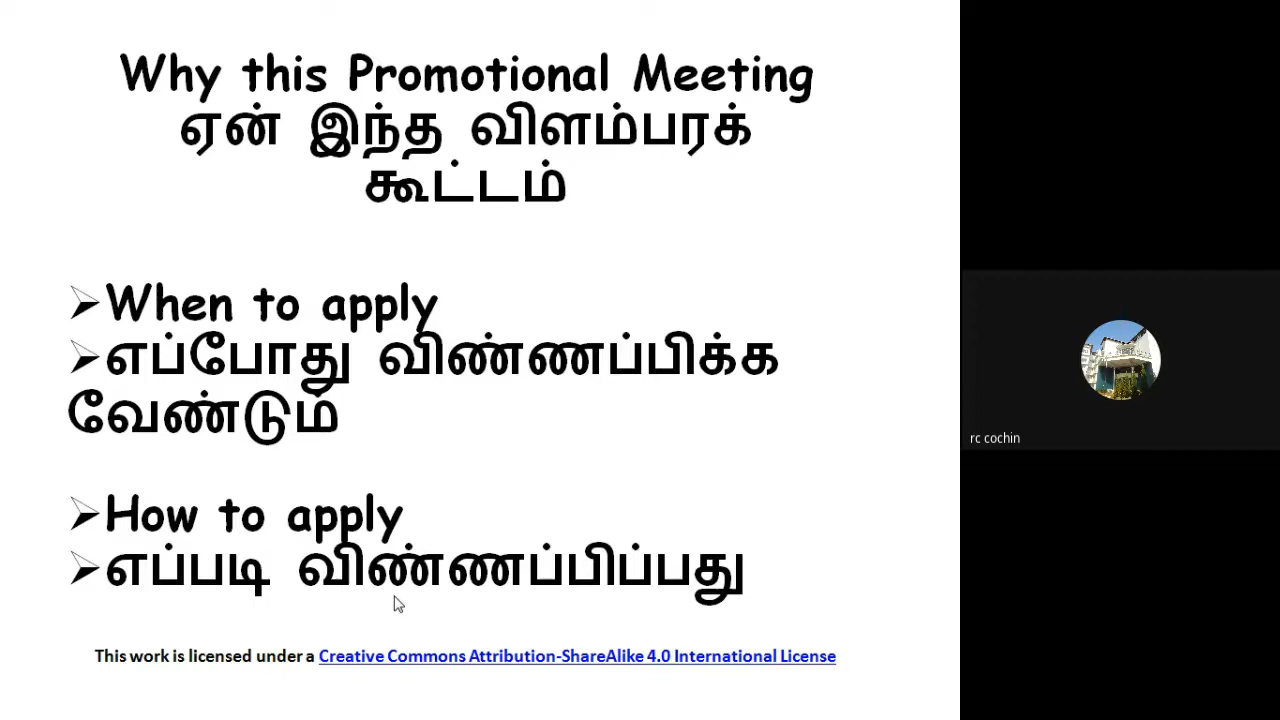 Why this Promotional Meeting
ஏன் இந்த விளம்பரக்
கூட்டம்
➢When to apply
➢எப்போது விண்ணப்பிக்க
வேண்டும்
➢How to apply
➢எப்படி விண்ணப்பிப்பது
This work is licensed under a Creative Commons Attribution-ShareAlike 4.0 International License
rc cochin